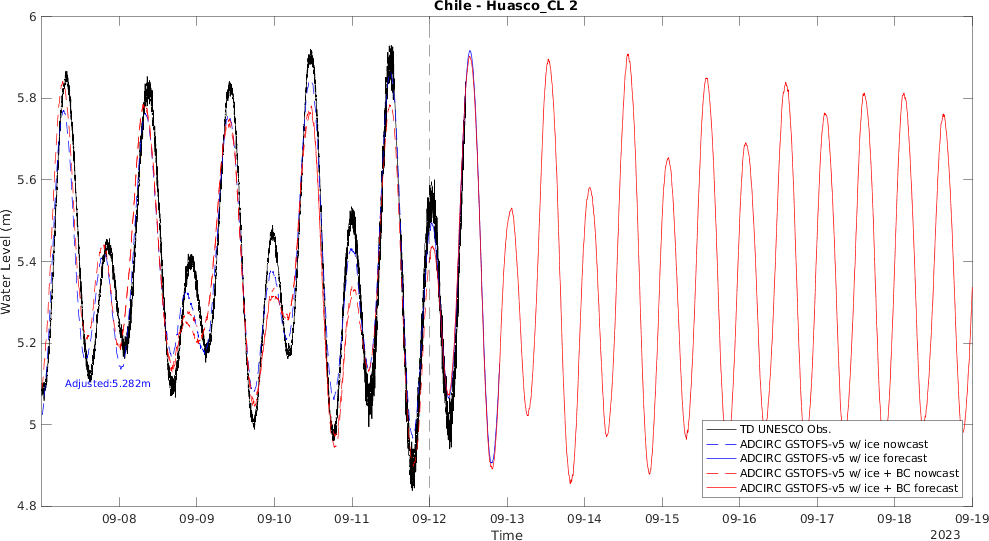 Chile - Huasco_CL 2
Water Level (m)
6
5.8
5.6
5.4
5.2
5
4.8
Adjusted:5.282m
TD UNESCO Obs.
ADCIRC GSTOFS-v5 w/ ice nowcast
ADCIRC GSTOFS-v5 w/ ice forecast
ADCIRC GSTOFS-v5 w/ ice + BC nowcast
ADCIRC GSTOFS-v5 w/ ice + BC forecast
09-08 09-09 09-10 09-11 09-12 09-13 09-14 09-15 09-16 09-17 09-18 09-19
Time
2023